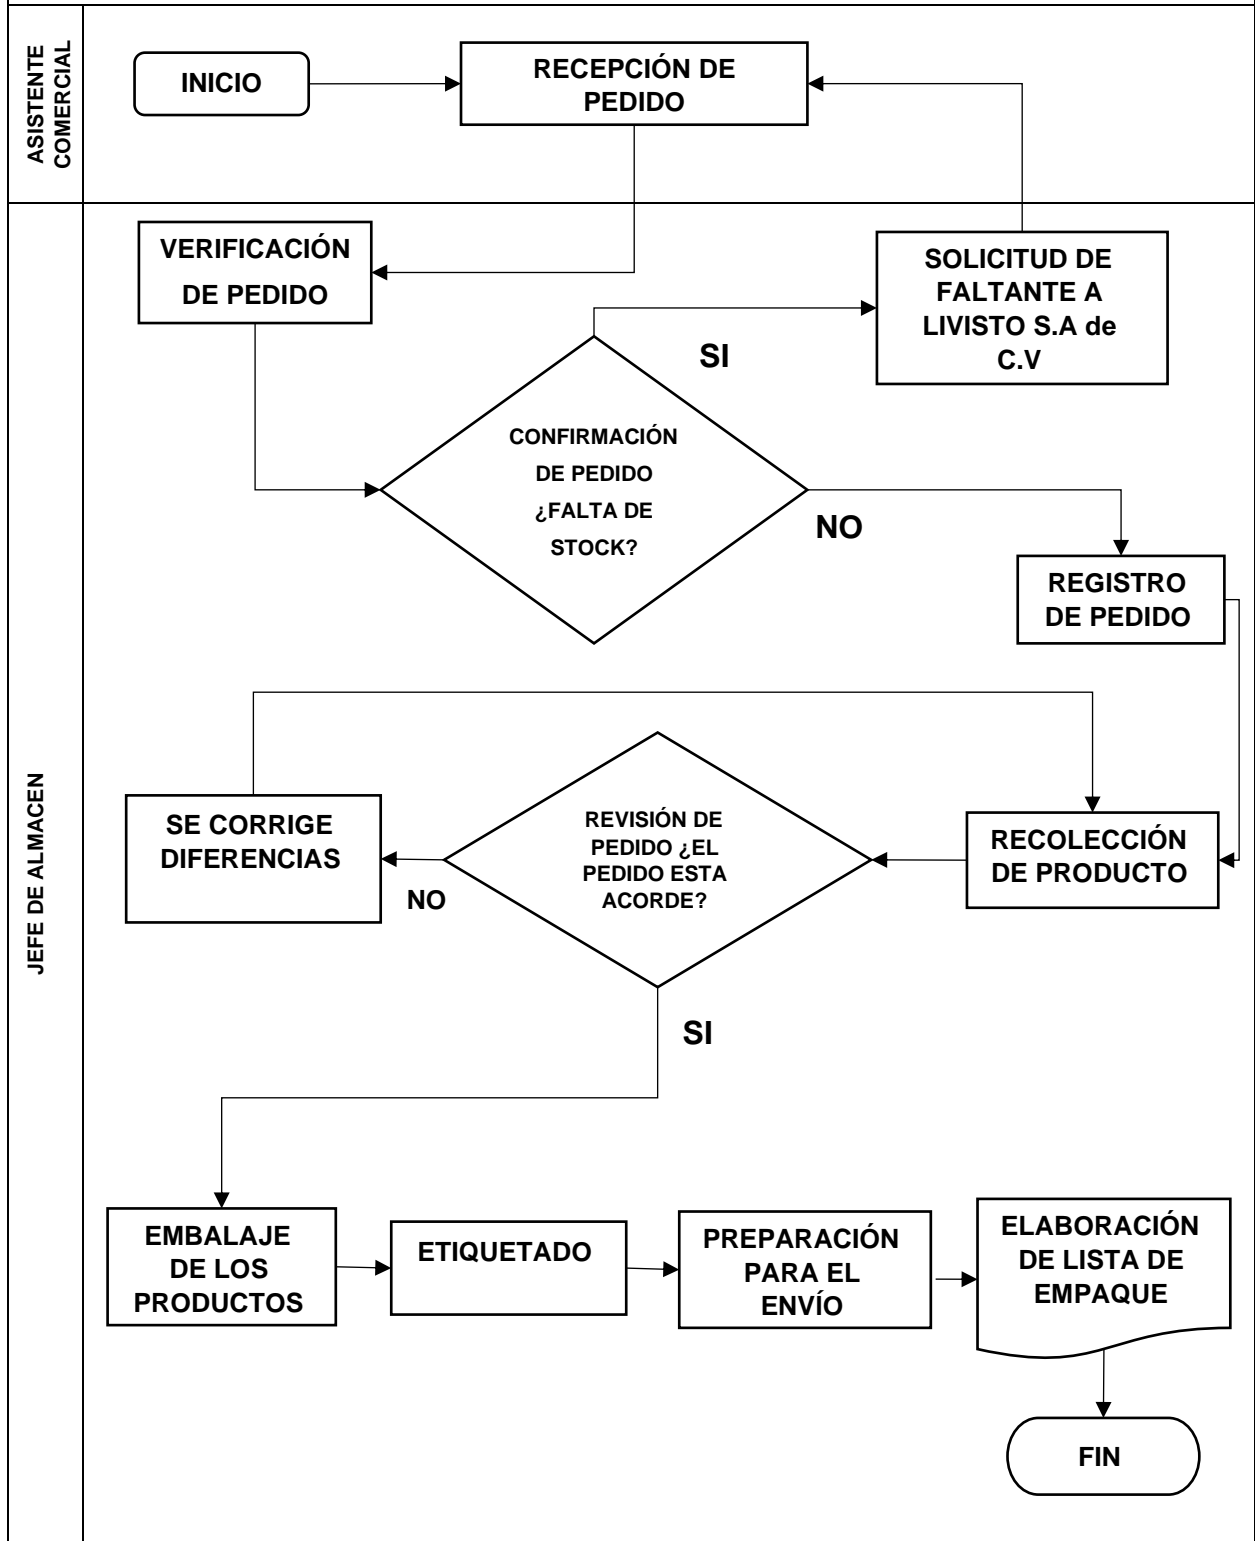 ASISTENTE
COMERCIAL
INICIO
RECEPCIÓN DE
PEDIDO
JEFE DE ALMACEN
VERIFICACIÓN
DE PEDIDO
SOLICITUD DE
FALTANTE A
LIVISTO S.A de
C.V
SI
CONFIRMACIÓN
DE PEDIDO
¿FALTA DE
STOCK?
NO
REGISTRO
DE PEDIDO
SE CORRIGE
DIFERENCIAS
REVISIÓN DE
PEDIDO ¿EL
PEDIDO ESTA
ACORDE?
RECOLECCIÓN
DE PRODUCTO
NO
SI
EMBALAJE
DE LOS
PRODUCTOS
ETIQUETADO
PREPARACIÓN
PARA EL
ENVÍO
ELABORACIÓN
DE LISTA DE
EMPAQUE
FIN